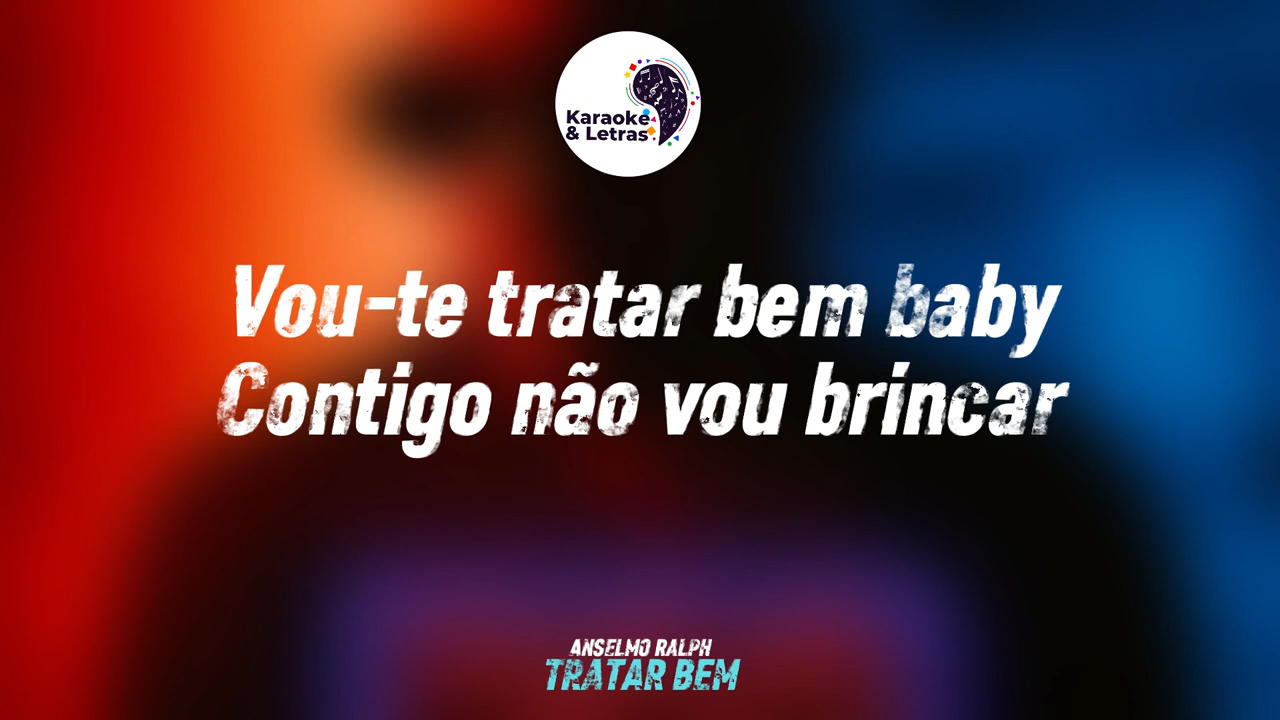 Karaoke
& Letras
Vou-te tratar bem baby
Contigo não vou brincar
ANSELMO RALPH
TRATAR BEM